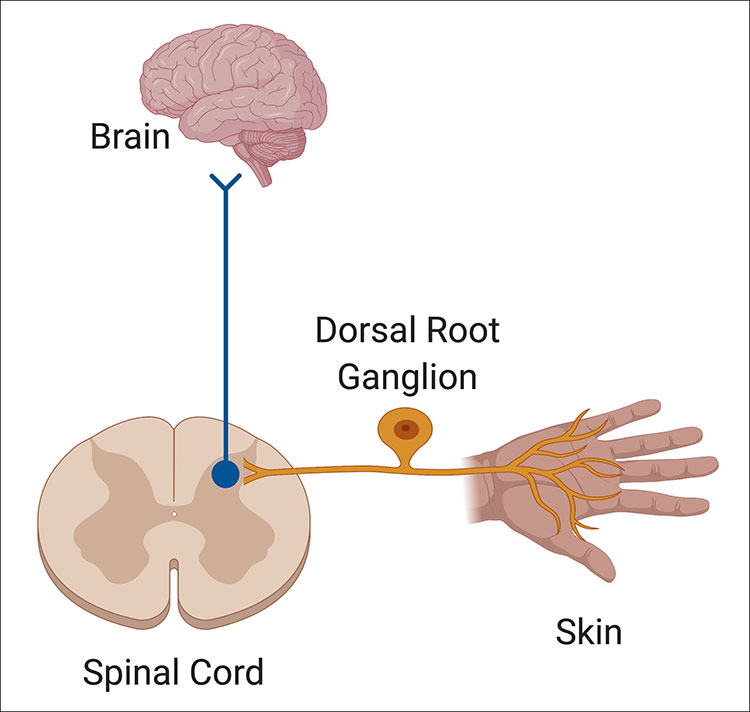 Brain
Dorsal Root
Ganglion
Skin
Spinal Cord